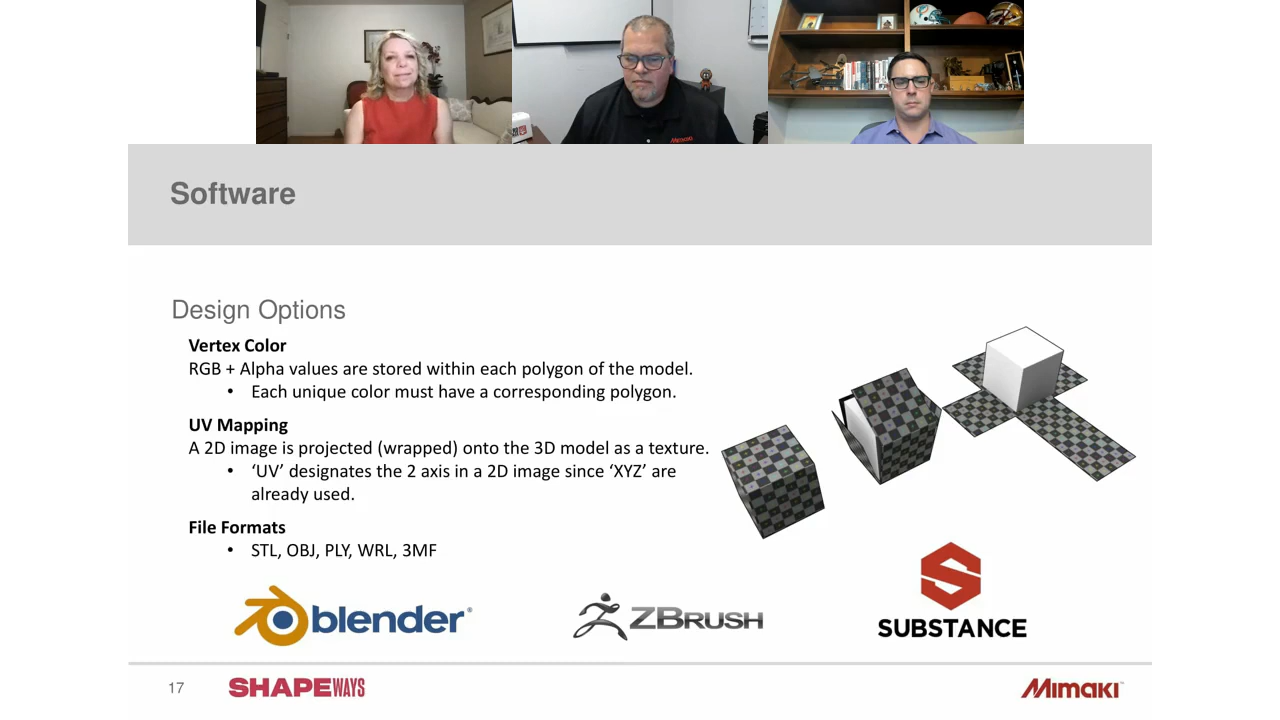 Mimaki
Software
Design Options
Vertex Color
RGB + Alpha values are stored within each polygon of the model.
• Each unique color must have a corresponding polygon.
UV Mapping
A 2D image is projected (wrapped) onto the 3D model as a texture.
• ‘UV’ designates the 2 axis in a 2D image since ‘XYZ’ are
already used.
File Formats
• STL, OBJ, PLY, WRL, 3MF
blender®
ZBRUSH
SUBSTANCE
17
SHAPEWAYS
Mimaki™